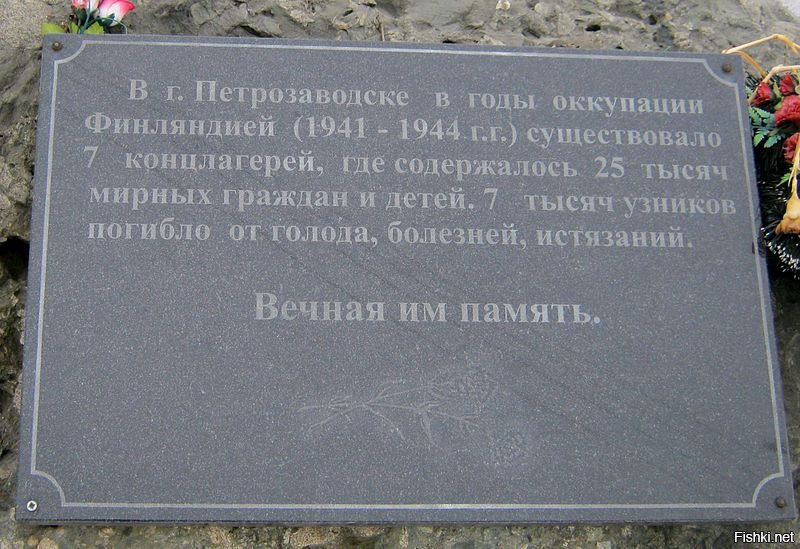 В г. Петрозаводске в годы оккупации
Финляндией (1941 - 1944 г.г.) существовало
7 концлагерей, где содержалось 25 тысяч
мирных граждан и детей. 7 тысяч узников
погибло от голода, болезней, истязаний.
Вечная им память.
Fishki.net